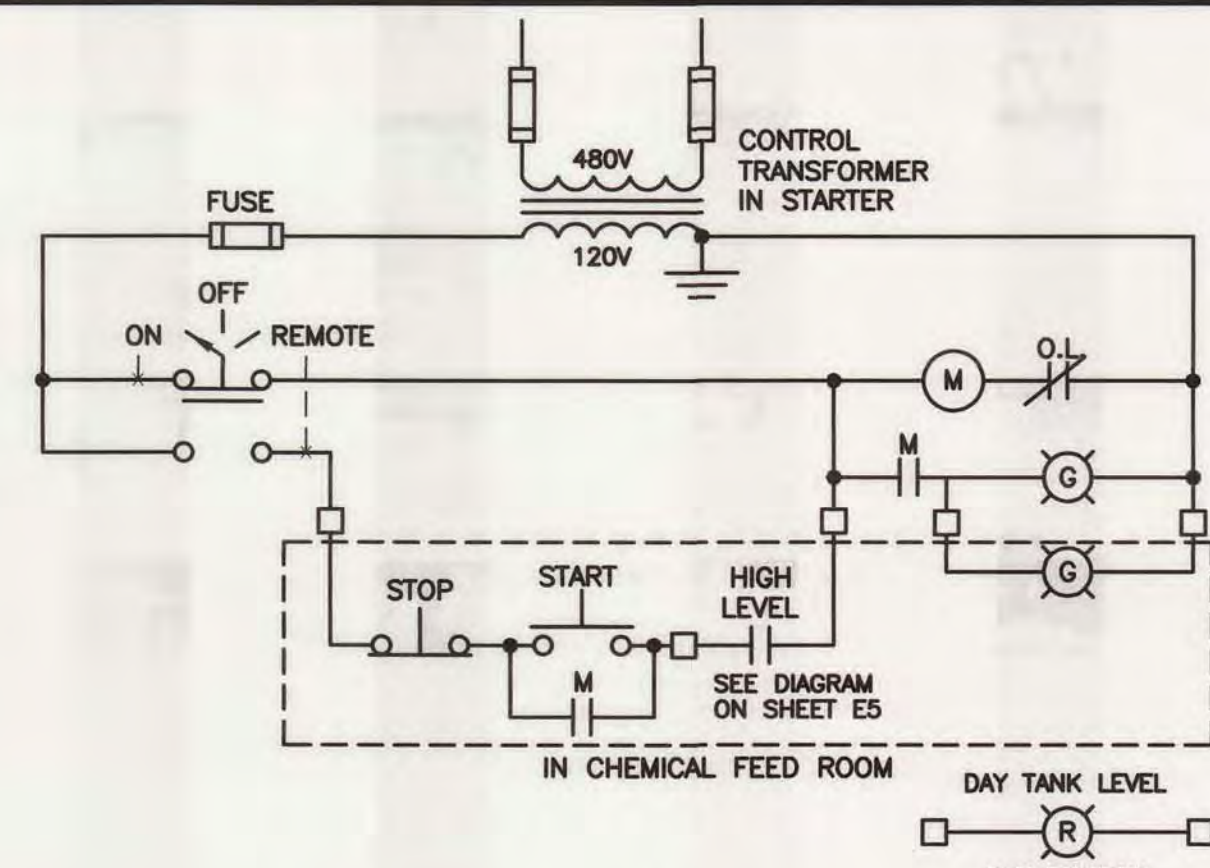 480V
CONTROL
TRANSFORMER
IN STARTER
FUSE
120V
OFF
ON
REMOTE
O.L.
M
M
G
G
STOP
START
HIGH
LEVEL
M
SEE DIAGRAM
ON SHEET E5
IN CHEMICAL FEED ROOM
DAY TANK LEVEL
R